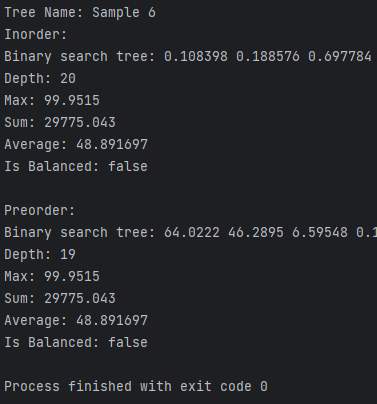 Tree Name: Sample 6
Inorder:
Binary search tree: 0.108398 0.188576 0.697784
Depth: 20
Max: 99.9515
Sum: 29775.043
Average: 48.891697
Is Balanced: false
Preorder:
Binary search tree: 64.0222 46.2895 6.59548 0.1
Depth: 19
Max: 99.9515
Sum: 29775.043
Average: 48.891697
Is Balanced: false
Process finished with exit code 0